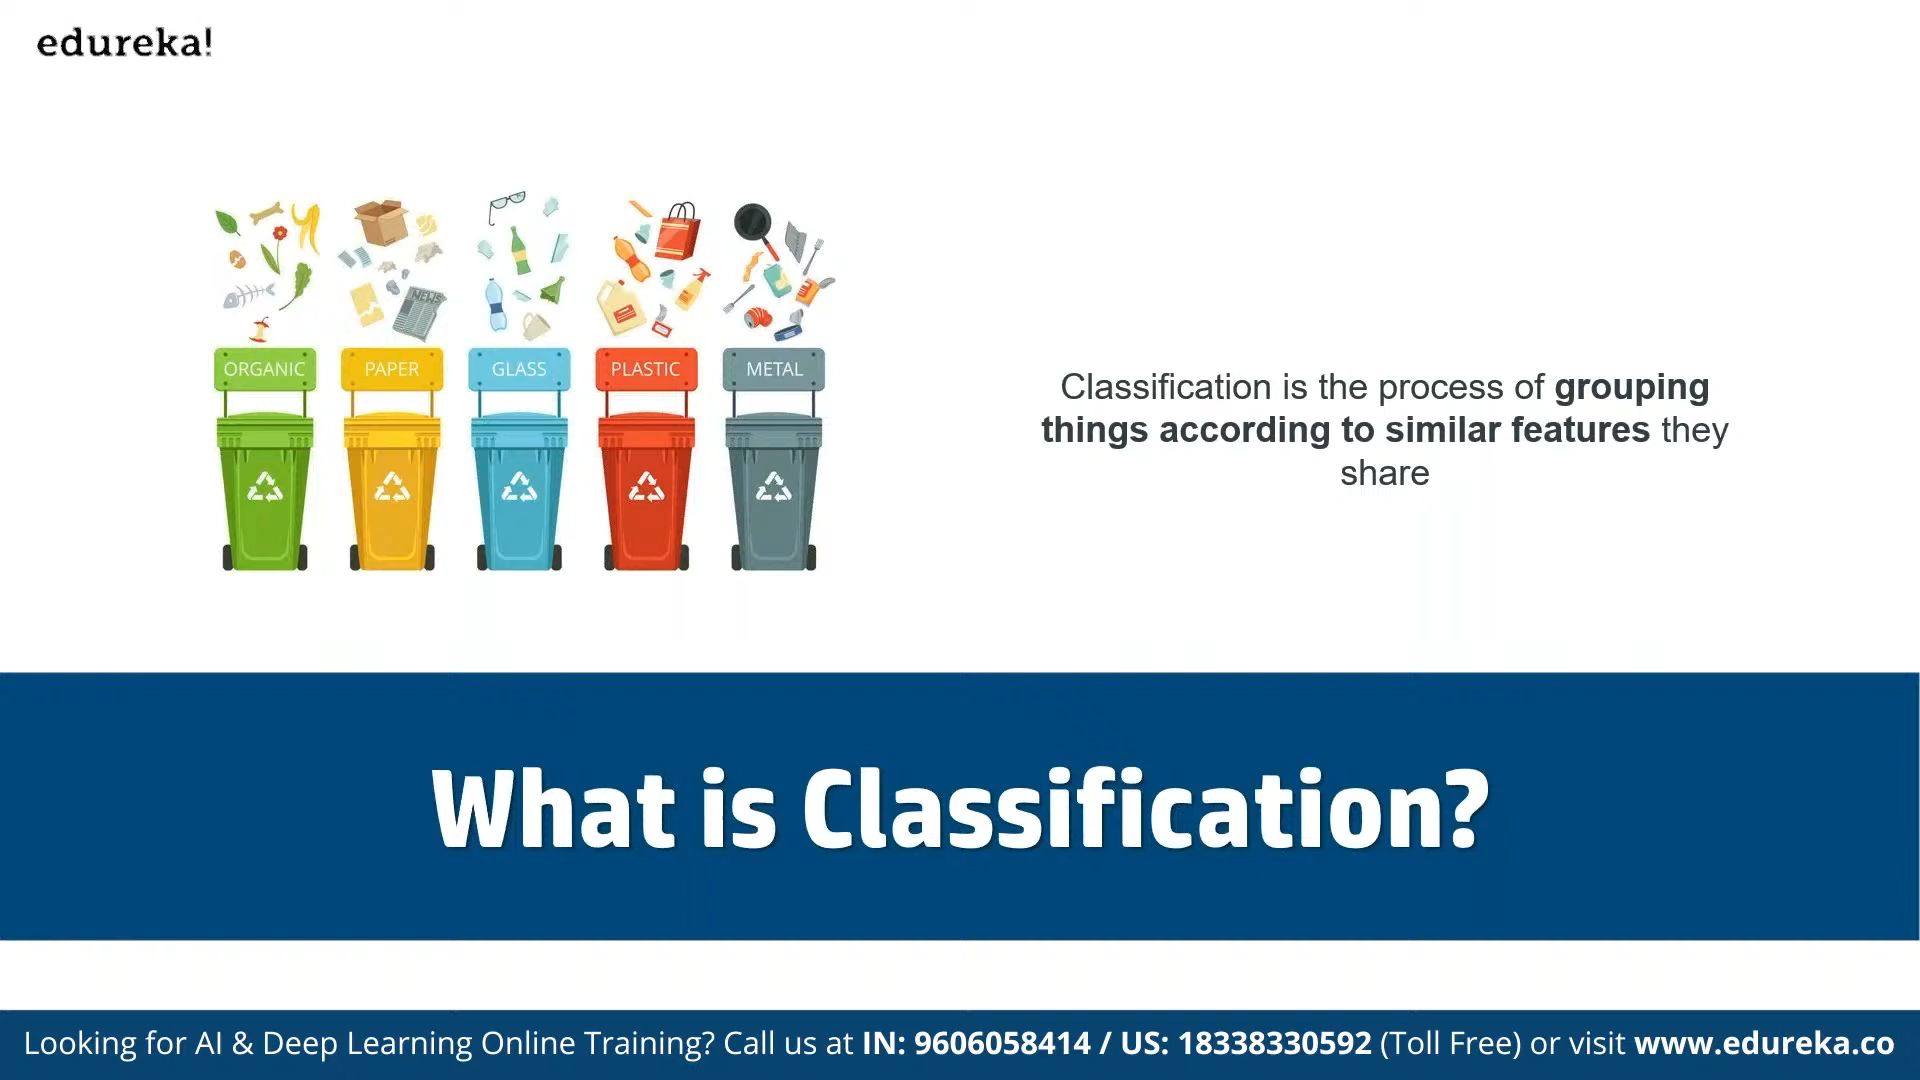 edureka!
NEWS
ORGANIC PAPER GLASS PLASTIC METAL
Classification is the process of grouping
things according to similar features they
share
What is Classification?
Looking for AI & Deep Learning Online Training? Call us at IN: 9606058414 / US: 18338330592 (Toll Free) or visit www.edureka.co